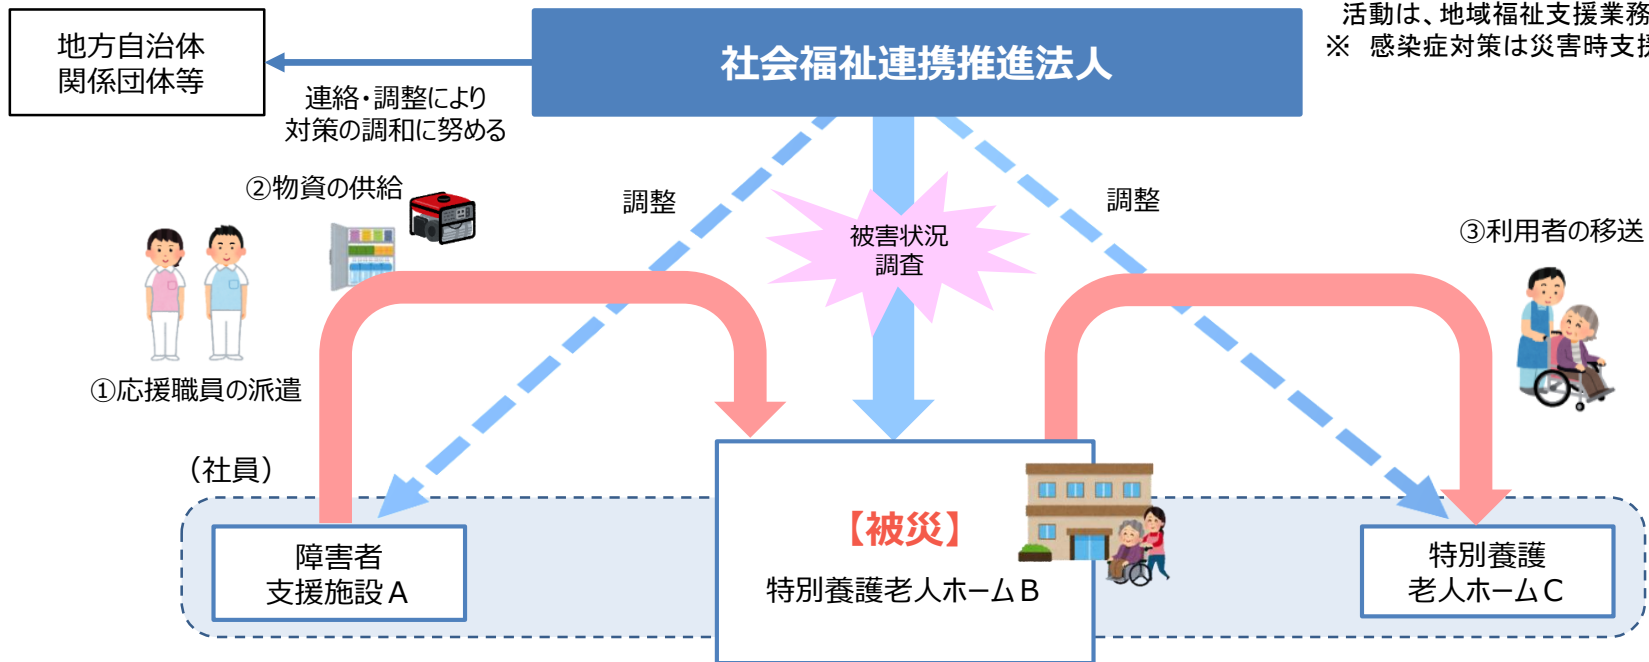 活動は、地域福祉支援業務
※ 感染症対策は災害時支援
地方自治体
関係団体等
社会福祉連携推進法人
連絡・調整により
対策の調和に努める
②物資の供給
調整
調整
被害状況
調査
③利用者の移送
①応援職員の派遣
（社員）
障害者
支援施設A
【被災】
特別養護老人ホームB
特別養護
老人ホームC